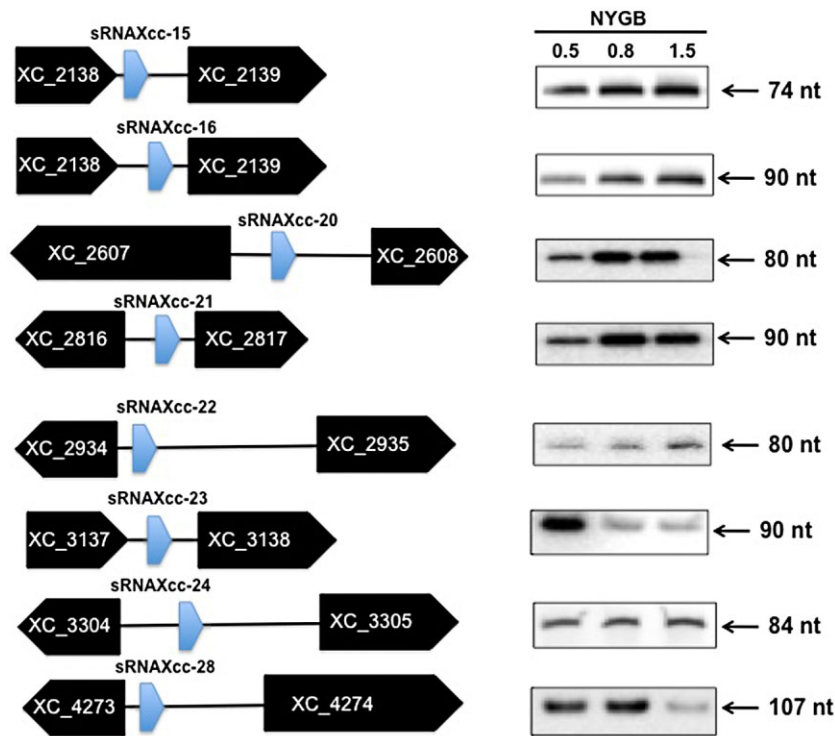 NYGB
0.5 0.8 1.5
sRNAXcc-15
XC_2138 XC_2139
74 nt
sRNAXcc-16
XC_2138 XC_2139
90 nt
sRNAXcc-20
XC_2607 XC_2608
80 nt
sRNAXcc-21
XC_2816 XC_2817
90 nt
sRNAXcc-22
XC_2934 XC_2935
80 nt
sRNAXcc-23
XC_3137 XC_3138
90 nt
sRNAXcc-24
XC_3304 XC_3305
84 nt
sRNAXcc-28
XC_4273 XC_4274
107 nt